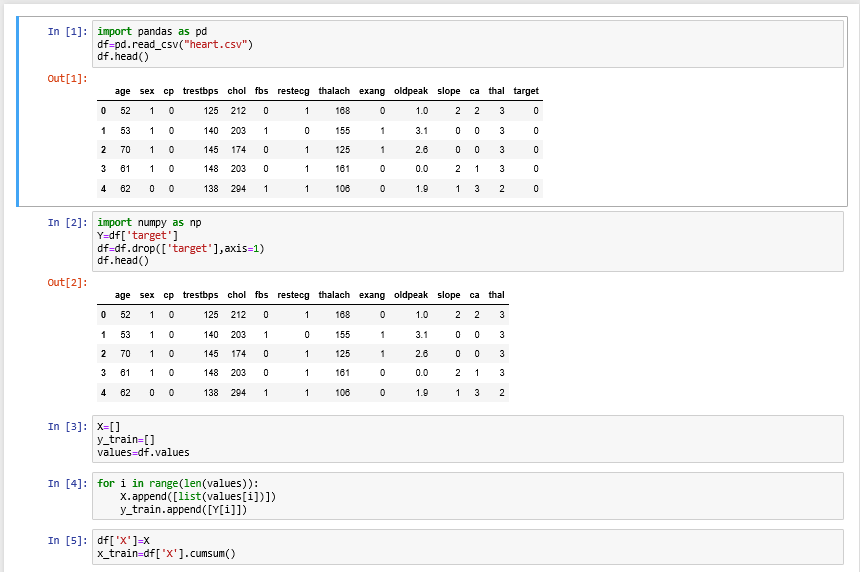 In [1]: import pandas as pd
df=pd.read_csv("heart.csv")
df.head()
Out[1]:
age sex cp trestbps chol fbs restecg thalach exang oldpeak slope ca thal target
0 52 1 0 125 212 0 1 168 0 1.0 2 2 3 0
1 53 1 0 140 203 1 0 155 1 3.1 0 0 3 0
2 70 1 0 145 174 0 1 125 1 2.6 0 0 3 0
3 61 1 0 148 203 0 1 161 0 0.0 2 1 3 0
4 62 0 0 138 294 1 1 106 0 1.9 1 3 2 0
In [2]: import numpy as np
Y=df['target']
df=df.drop(['target'],axis=1)
df.head()
Out[2]:
age sex cp trestbps chol fbs restecg thalach exang oldpeak slope ca thal
0 52 1 0 125 212 0 1 168 0 1.0 2 2 3
1 53 1 0 140 203 1 0 155 1 3.1 0 0 3
2 70 1 0 145 174 0 1 125 1 2.6 0 0 3
3 61 1 0 148 203 0 1 161 0 0.0 2 1 3
4 62 0 0 138 294 1 1 106 0 1.9 1 3 2
In [3]: X=[]
y_train=[]
values=df.values
In [4]: for i in range(len(values)):
X.append([list(values[i])])
y_train.append([Y[i]])
In [5]: df['X']=X
x_train=df['X'].cumsum()